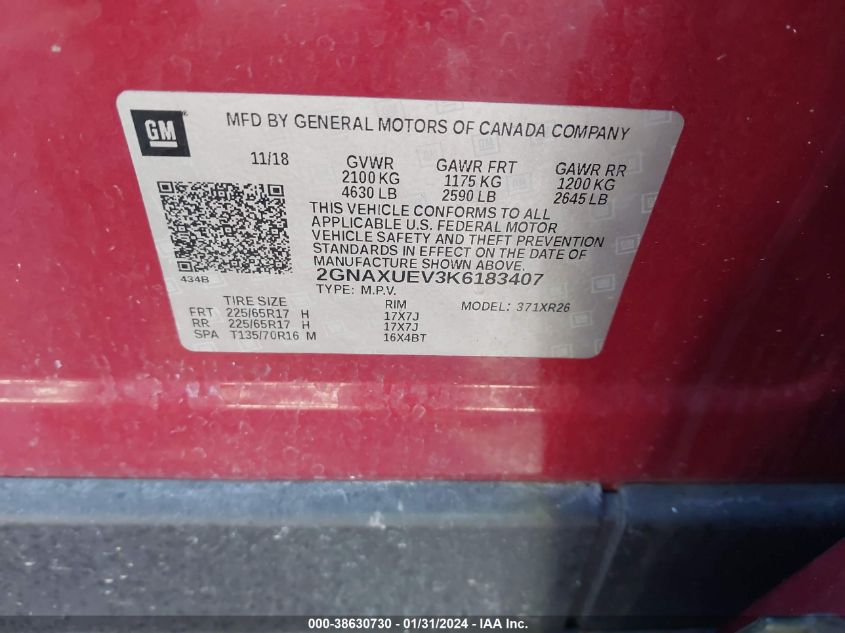 GM
MFD BY GENERAL MOTORS OF CANADA COMPANY
11/18 GVWR GAWR FRT GAWR RR
2100 KG 1175 KG 1200 KG
4630 LB 2590 LB 2645 LB
THIS VEHICLE CONFORMS TO ALL
APPLICABLE U.S. FEDERAL MOTOR
VEHICLE SAFETY AND THEFT PREVENTION
STANDARDS IN EFFECT ON THE DATE OF
MANUFACTURE SHOWN ABOVE.
434B 2GNAXUEV3K6183407
TYPE: M.P.V.
TIRE SIZE RIM MODEL: 371XR26
FRT 225/65R17 H 17X7J
RR 225/65R17 H 17X7J
SPA T135/70R16 M 16X4BT
000-38630730 - 01/31/2024 - IAA Inc.